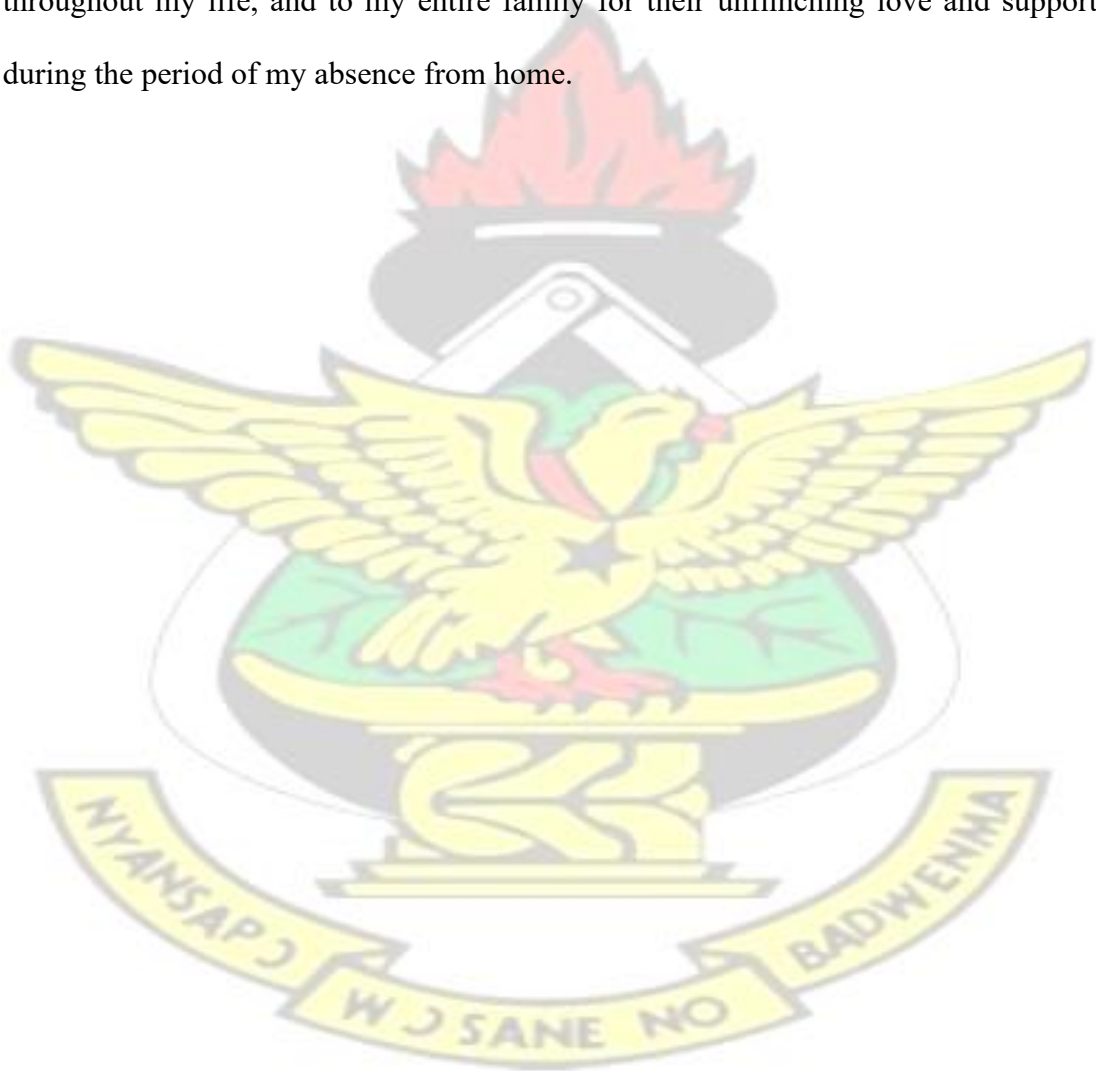 throughout my life, and to my entire family for their unflinching love and support
during the period of my absence from home.
NYANSAPƆ
WƆSANE NO
BADWENMA